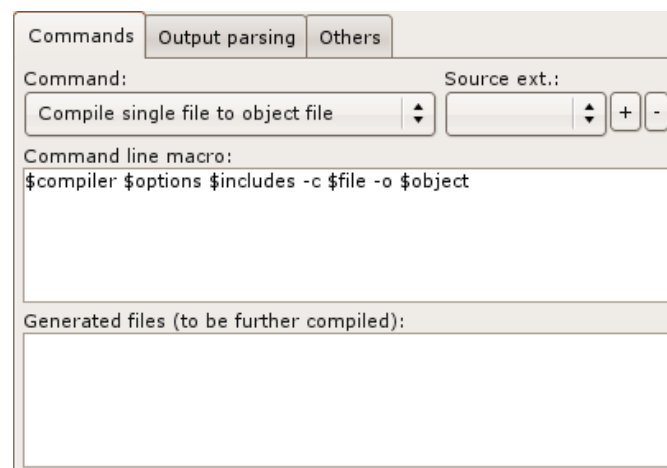 Commands Output parsing Others
Command: Source ext.:
Compile single file to object file + -
Command line macro:
$compiler $options $includes -c $file -o $object
Generated files (to be further compiled):